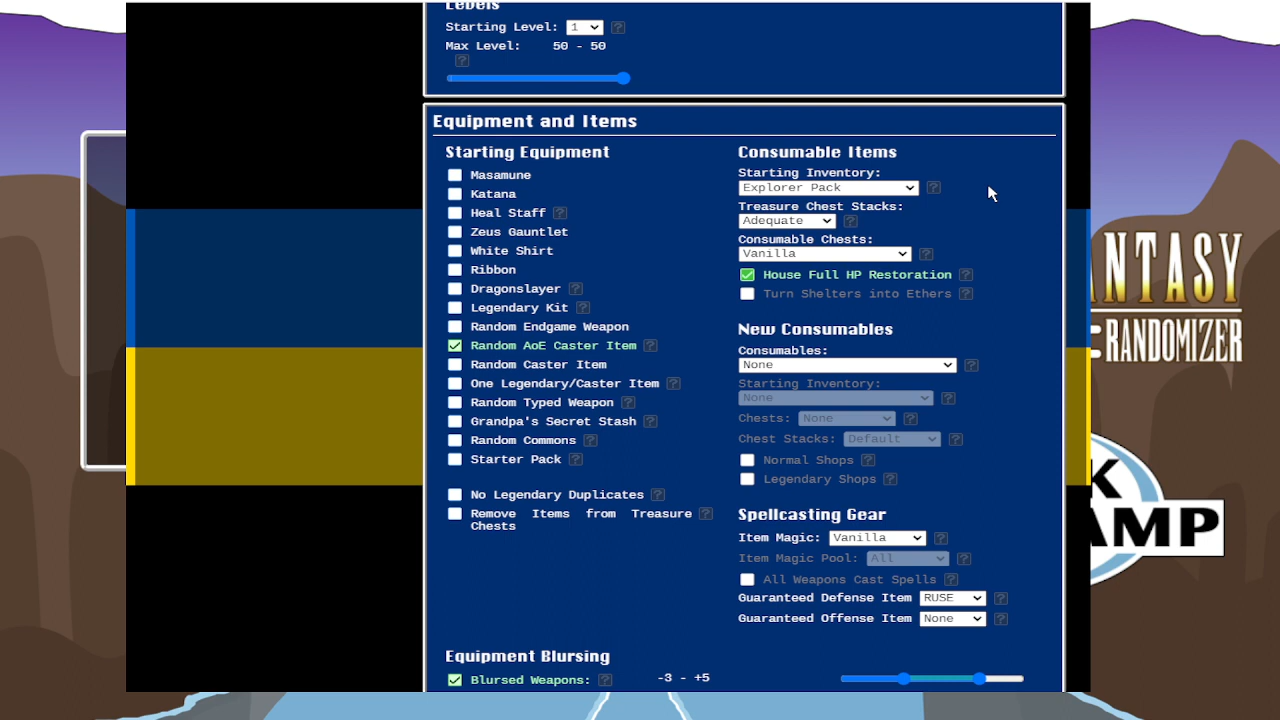 Levels
Starting Level: 1 ?
Max Level: 50 - 50
?
Equipment and Items
Starting Equipment
Masamune
Katana
Heal Staff ?
Zeus Gauntlet
White Shirt
Ribbon
Dragonslayer ?
Legendary Kit ?
Random Endgame Weapon
Random AoE Caster Item ?
Random Caster Item
One Legendary/Caster Item ?
Random Typed Weapon ?
Grandpa's Secret Stash ?
Random Commons ?
Starter Pack ?
No Legendary Duplicates ?
Remove Items from Treasure ?
Chests
Consumable Items
Starting Inventory:
Explorer Pack ?
Treasure Chest Stacks:
Adequate ?
Consumable Chests:
Vanilla ?
House Full HP Restoration ?
Turn Shelters into Ethers ?
New Consumables
Consumables:
None ?
Starting Inventory:
None ?
Chests: None ?
Chest Stacks: Default ?
Normal Shops ?
Legendary Shops ?
Spellcasting Gear
Item Magic: Vanilla ?
Item Magic Pool: All ?
All Weapons Cast Spells ?
Guaranteed Defense Item RUSE ?
Guaranteed Offense Item None ?
Equipment Blursing
Blursed Weapons: ? -3 - +5
NTASY
RANDOMIZER
K
AMP